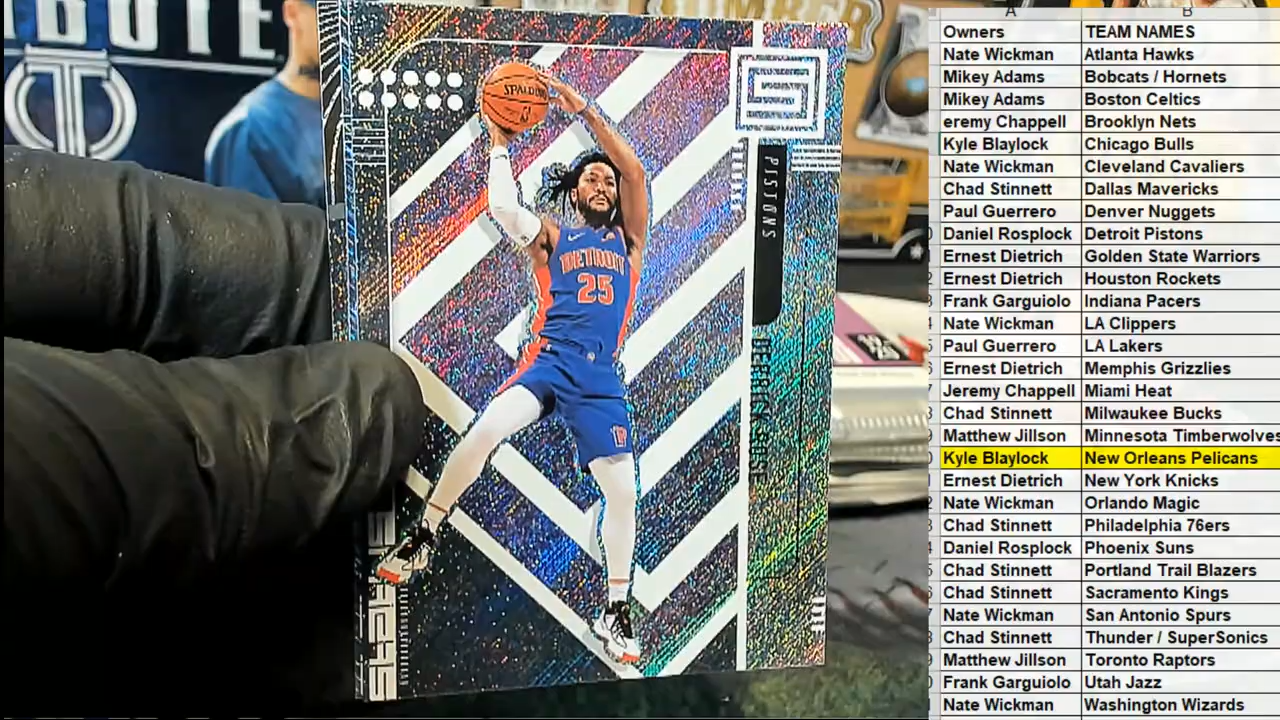 BUTE
BUMBER
SPALDING
PISTONS
DETROIT
25
DERRICK ROSE
STATUS
A B
Owners TEAM NAMES
Nate Wickman Atlanta Hawks
Mikey Adams Bobcats / Hornets
Mikey Adams Boston Celtics
eremy Chappell Brooklyn Nets
Kyle Blaylock Chicago Bulls
Nate Wickman Cleveland Cavaliers
Chad Stinnett Dallas Mavericks
Paul Guerrero Denver Nuggets
Daniel Rosplock Detroit Pistons
Ernest Dietrich Golden State Warriors
Ernest Dietrich Houston Rockets
Frank Garguiolo Indiana Pacers
Nate Wickman LA Clippers
Paul Guerrero LA Lakers
Ernest Dietrich Memphis Grizzlies
Jeremy Chappell Miami Heat
Chad Stinnett Milwaukee Bucks
Matthew Jillson Minnesota Timberwolves
Kyle Blaylock New Orleans Pelicans
Ernest Dietrich New York Knicks
Nate Wickman Orlando Magic
Chad Stinnett Philadelphia 76ers
Daniel Rosplock Phoenix Suns
Chad Stinnett Portland Trail Blazers
Chad Stinnett Sacramento Kings
Nate Wickman San Antonio Spurs
Chad Stinnett Thunder / SuperSonics
Matthew Jillson Toronto Raptors
Frank Garguiolo Utah Jazz
Nate Wickman Washington Wizards